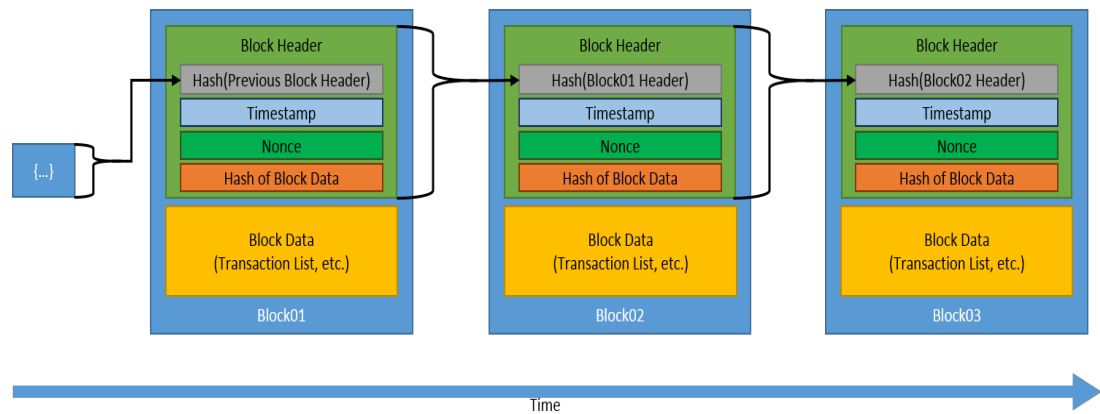 {...}
Block Header
Hash(Previous Block Header)
Timestamp
Nonce
Hash of Block Data
Block Data
(Transaction List, etc.)
Block01
Block Header
Hash(Block01 Header)
Timestamp
Nonce
Hash of Block Data
Block Data
(Transaction List, etc.)
Block02
Block Header
Hash(Block02 Header)
Timestamp
Nonce
Hash of Block Data
Block Data
(Transaction List, etc.)
Block03
Time